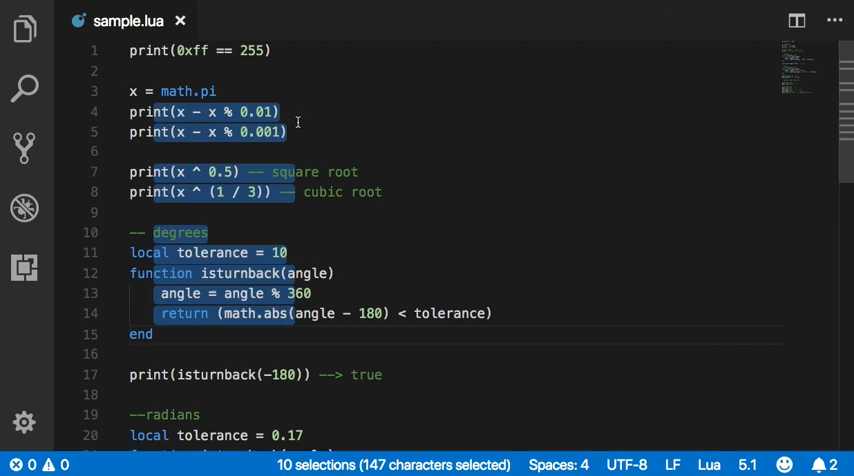 sample.lua ×
1 print(0xff == 255)
2
3 x = math.pi
4 print(x - x % 0.01)
5 print(x - x % 0.001)
6
7 print(x ^ 0.5) -- square root
8 print(x ^ (1 / 3)) -- cubic root
9
10 -- degrees
11 local tolerance = 10
12 function isturnback(angle)
13 angle = angle % 360
14 return (math.abs(angle - 180) < tolerance)
15 end
16
17 print(isturnback(-180)) --> true
18
19 --radians
20 local tolerance = 0.17
0 0 10 selections (147 characters selected) Spaces: 4 UTF-8 LF Lua 5.1 2